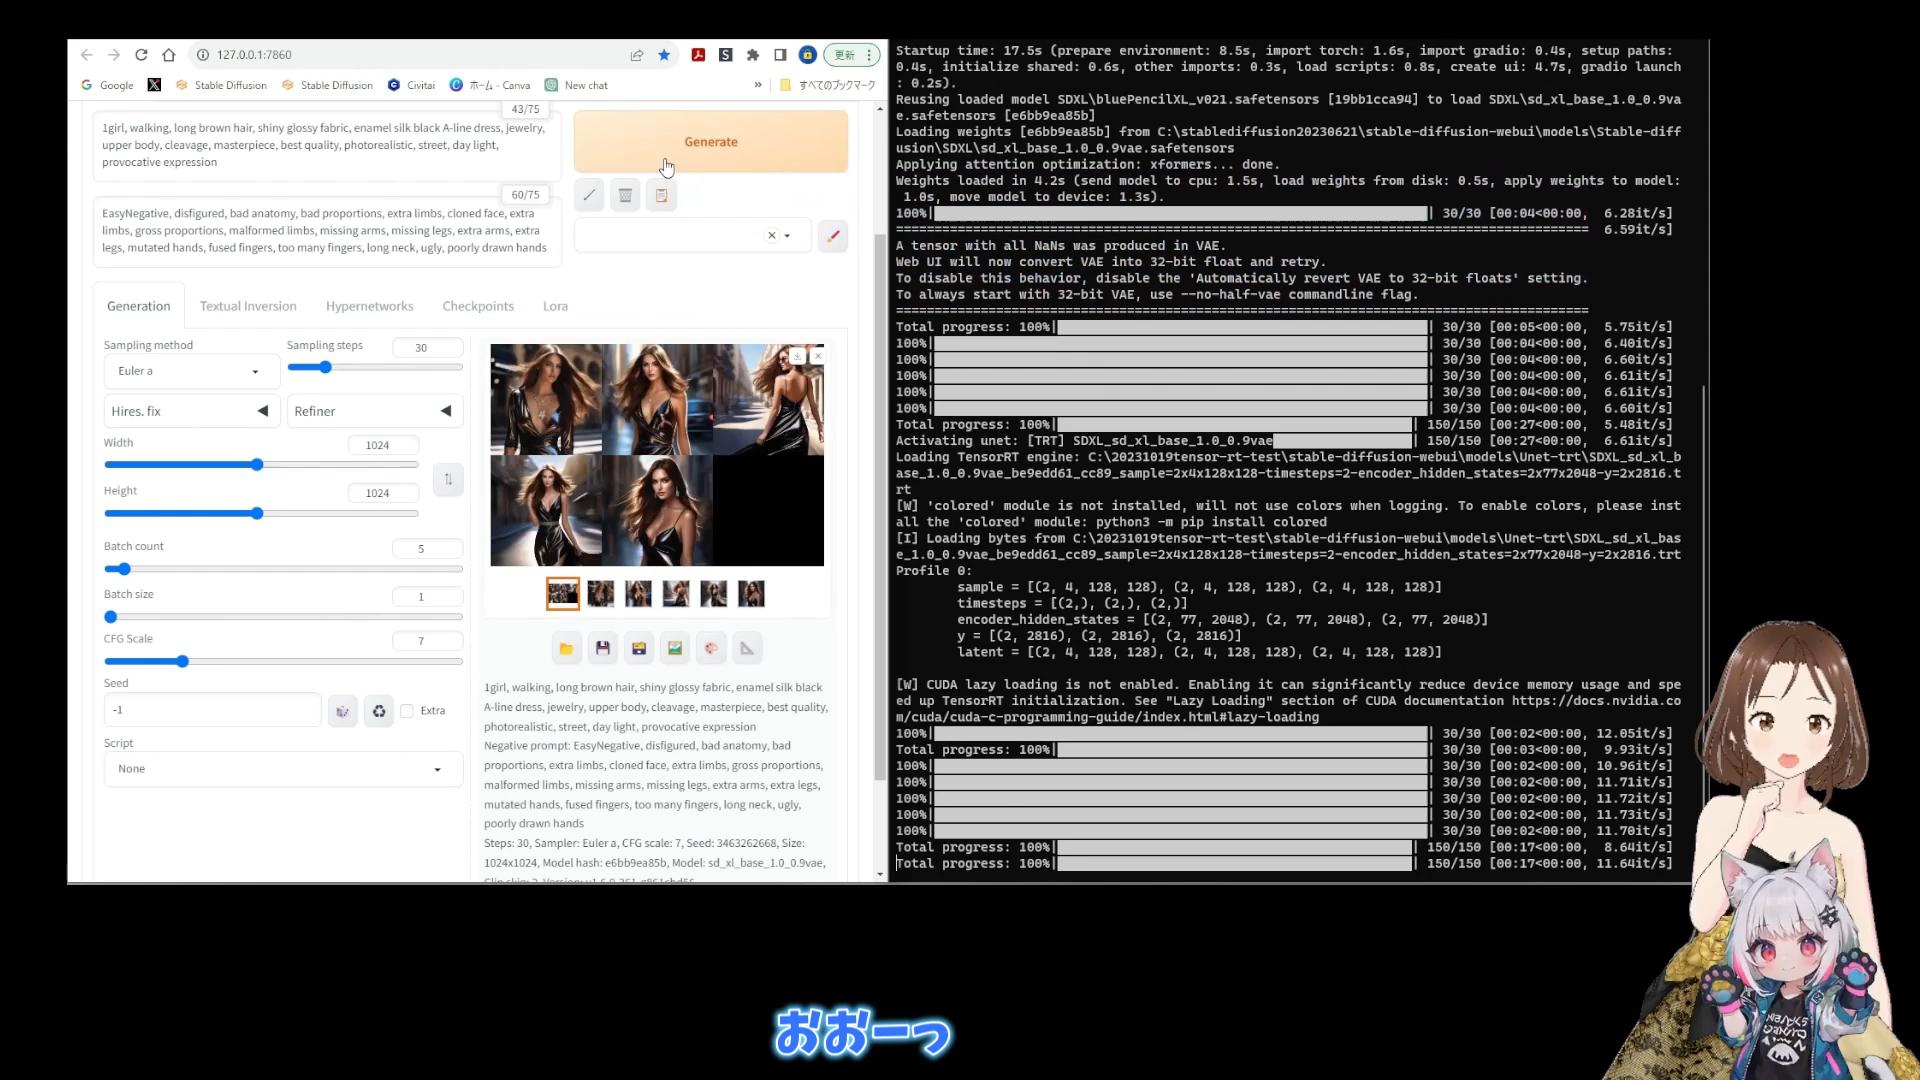 127.0.0.1:7860
更新
Google
Stable Diffusion
Stable Diffusion
Civitai
ホーム - Canva
New chat
»
すべてのブックマーク
43/75
1girl, walking, long brown hair, shiny glossy fabric, enamel silk black A-line dress, jewelry,
upper body, cleavage, masterpiece, best quality, photorealistic, street, day light,
provocative expression
Generate
60/75
EasyNegative, disfigured, bad anatomy, bad proportions, extra limbs, cloned face, extra
limbs, gross proportions, malformed limbs, missing arms, missing legs, extra arms, extra
legs, mutated hands, fused fingers, too many fingers, long neck, ugly, poorly drawn hands
Generation
Textual Inversion
Hypernetworks
Checkpoints
Lora
Sampling method
Euler a
Sampling steps
30
Hires. fix
Refiner
Width
1024
Height
1024
Batch count
5
Batch size
1
CFG Scale
7
Seed
-1
Extra
Script
None
1girl, walking, long brown hair, shiny glossy fabric, enamel silk black
A-line dress, jewelry, upper body, cleavage, masterpiece, best quality,
photorealistic, street, day light, provocative expression
Negative prompt: EasyNegative, disfigured, bad anatomy, bad
proportions, extra limbs, cloned face, extra limbs, gross proportions,
malformed limbs, missing arms, missing legs, extra arms, extra legs,
mutated hands, fused fingers, too many fingers, long neck, ugly,
poorly drawn hands
Steps: 30, Sampler: Euler a, CFG scale: 7, Seed: 3463262668, Size:
1024x1024, Model hash: e6bb9ea85b, Model: sd_xl_base_1.0_0.9vae,
Startup time: 17.5s (prepare environment: 8.5s, import torch: 1.6s, import gradio: 0.4s, setup paths:
0.4s, initialize shared: 0.6s, other imports: 0.3s, load scripts: 0.8s, create ui: 4.7s, gradio launch
: 0.2s).
Reusing loaded model SDXL\bluePencilXL_v021.safetensors [19bb1cca94] to load SDXL\sd_xl_base_1.0_0.9va
e.safetensors [e6bb9ea85b]
Loading weights [e6bb9ea85b] from C:\stablediffusion20230621\stable-diffusion-webui\models\Stable-diff
usion\SDXL\sd_xl_base_1.0_0.9vae.safetensors
Applying attention optimization: xformers... done.
Weights loaded in 4.2s (send model to cpu: 1.5s, load weights from disk: 0.5s, apply weights to model:
1.0s, move model to device: 1.3s).
100%| | 30/30 [00:04<00:00, 6.28it/s]
====================================================================================== 6.59it/s]
A tensor with all NaNs was produced in VAE.
Web UI will now convert VAE into 32-bit float and retry.
To disable this behavior, disable the 'Automatically revert VAE to 32-bit floats' setting.
To always start with 32-bit VAE, use --no-half-vae commandline flag.
======================================================================================
Total progress: 100%| | 30/30 [00:05<00:00, 5.75it/s]
100%| | 30/30 [00:04<00:00, 6.40it/s]
100%| | 30/30 [00:04<00:00, 6.60it/s]
100%| | 30/30 [00:04<00:00, 6.61it/s]
100%| | 30/30 [00:04<00:00, 6.61it/s]
100%| | 30/30 [00:04<00:00, 6.60it/s]
Total progress: 100%| | 150/150 [00:27<00:00, 5.48it/s]
Activating unet: [TRT] SDXL_sd_xl_base_1.0_0.9vae | 150/150 [00:27<00:00, 6.61it/s]
Loading TensorRT engine: C:\20231019tensor-rt-test\stable-diffusion-webui\models\Unet-trt\SDXL_sd_xl_b
ase_1.0_0.9vae_be9edd61_cc89_sample=2x4x128x128-timesteps=2-encoder_hidden_states=2x77x2048-y=2x2816.t
rt
[W] 'colored' module is not installed, will not use colors when logging. To enable colors, please inst
all the 'colored' module: python3 -m pip install colored
[I] Loading bytes from C:\20231019tensor-rt-test\stable-diffusion-webui\models\Unet-trt\SDXL_sd_xl_bas
e_1.0_0.9vae_be9edd61_cc89_sample=2x4x128x128-timesteps=2-encoder_hidden_states=2x77x2048-y=2x2816.trt
Profile 0:
sample = [(2, 4, 128, 128), (2, 4, 128, 128), (2, 4, 128, 128)]
timesteps = [(2,), (2,), (2,)]
encoder_hidden_states = [(2, 77, 2048), (2, 77, 2048), (2, 77, 2048)]
y = [(2, 2816), (2, 2816), (2, 2816)]
latent = [(2, 4, 128, 128), (2, 4, 128, 128), (2, 4, 128, 128)]
[W] CUDA lazy loading is not enabled. Enabling it can significantly reduce device memory usage and spe
ed up TensorRT initialization. See "Lazy Loading" section of CUDA documentation https://docs.nvidia.co
m/cuda/cuda-c-programming-guide/index.html#lazy-loading
100%| | 30/30 [00:02<00:00, 12.05it/s]
Total progress: 100%| | 30/30 [00:03<00:00, 9.93it/s]
100%| | 30/30 [00:02<00:00, 10.96it/s]
100%| | 30/30 [00:02<00:00, 11.71it/s]
100%| | 30/30 [00:02<00:00, 11.72it/s]
100%| | 30/30 [00:02<00:00, 11.73it/s]
100%| | 30/30 [00:02<00:00, 11.70it/s]
Total progress: 100%| | 150/150 [00:17<00:00, 8.64it/s]
Total progress: 100%| | 150/150 [00:17<00:00, 11.64it/s]
おおーっ